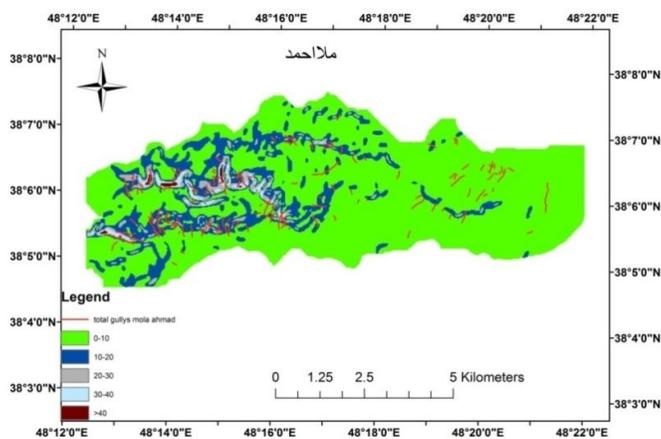 48°12'0"E 48°14'0"E 48°16'0"E 48°18'0"E 48°20'0"E 48°22'0"E
N
ملااحمد
38°8'0"N 38°8'0"N
38°7'0"N 38°7'0"N
38°6'0"N 38°6'0"N
38°5'0"N 38°5'0"N
Legend
total gullys mola ahmad
0-10
10-20
20-30
30-40
>40
38°4'0"N 38°4'0"N
38°3'0"N 38°3'0"N
0 1.25 2.5 5 Kilometers
48°12'0"E 48°14'0"E 48°16'0"E 48°18'0"E 48°20'0"E 48°22'0"E